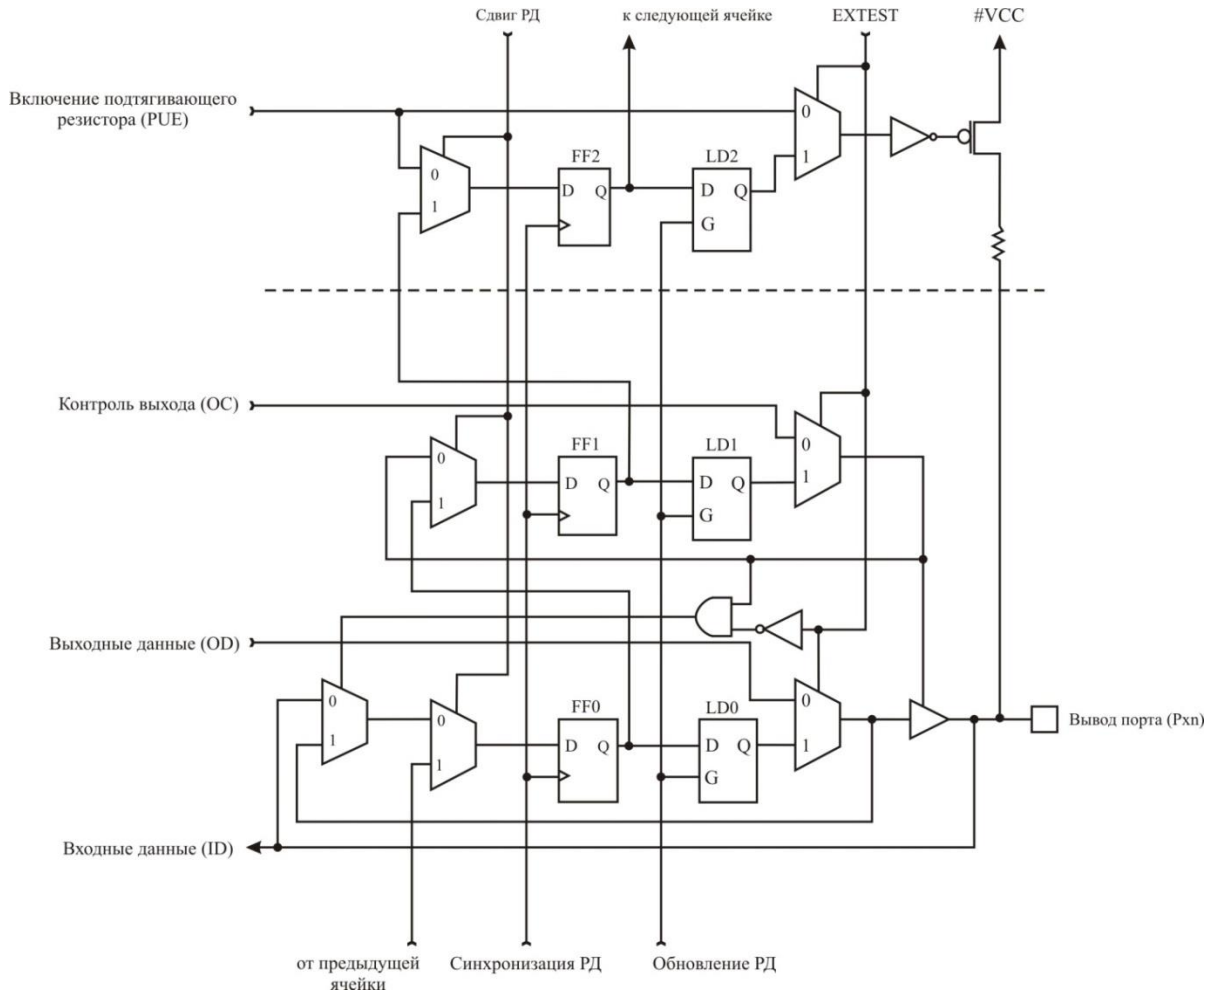 Сдвиг РД
к следующей ячейке
EXTEST
#VCC
Включение подтягивающего
резистора (PUE)
0
1
FF2
D Q
LD2
D Q
G
0
1
Контроль выхода (OC)
0
1
FF1
D Q
LD1
D Q
G
0
1
Выходные данные (OD)
0
1
0
1
FF0
D Q
LD0
D Q
G
0
1
Вывод порта (Pxn)
Входные данные (ID)
от предыдущей
ячейки
Синхронизация РД
Обновление РД